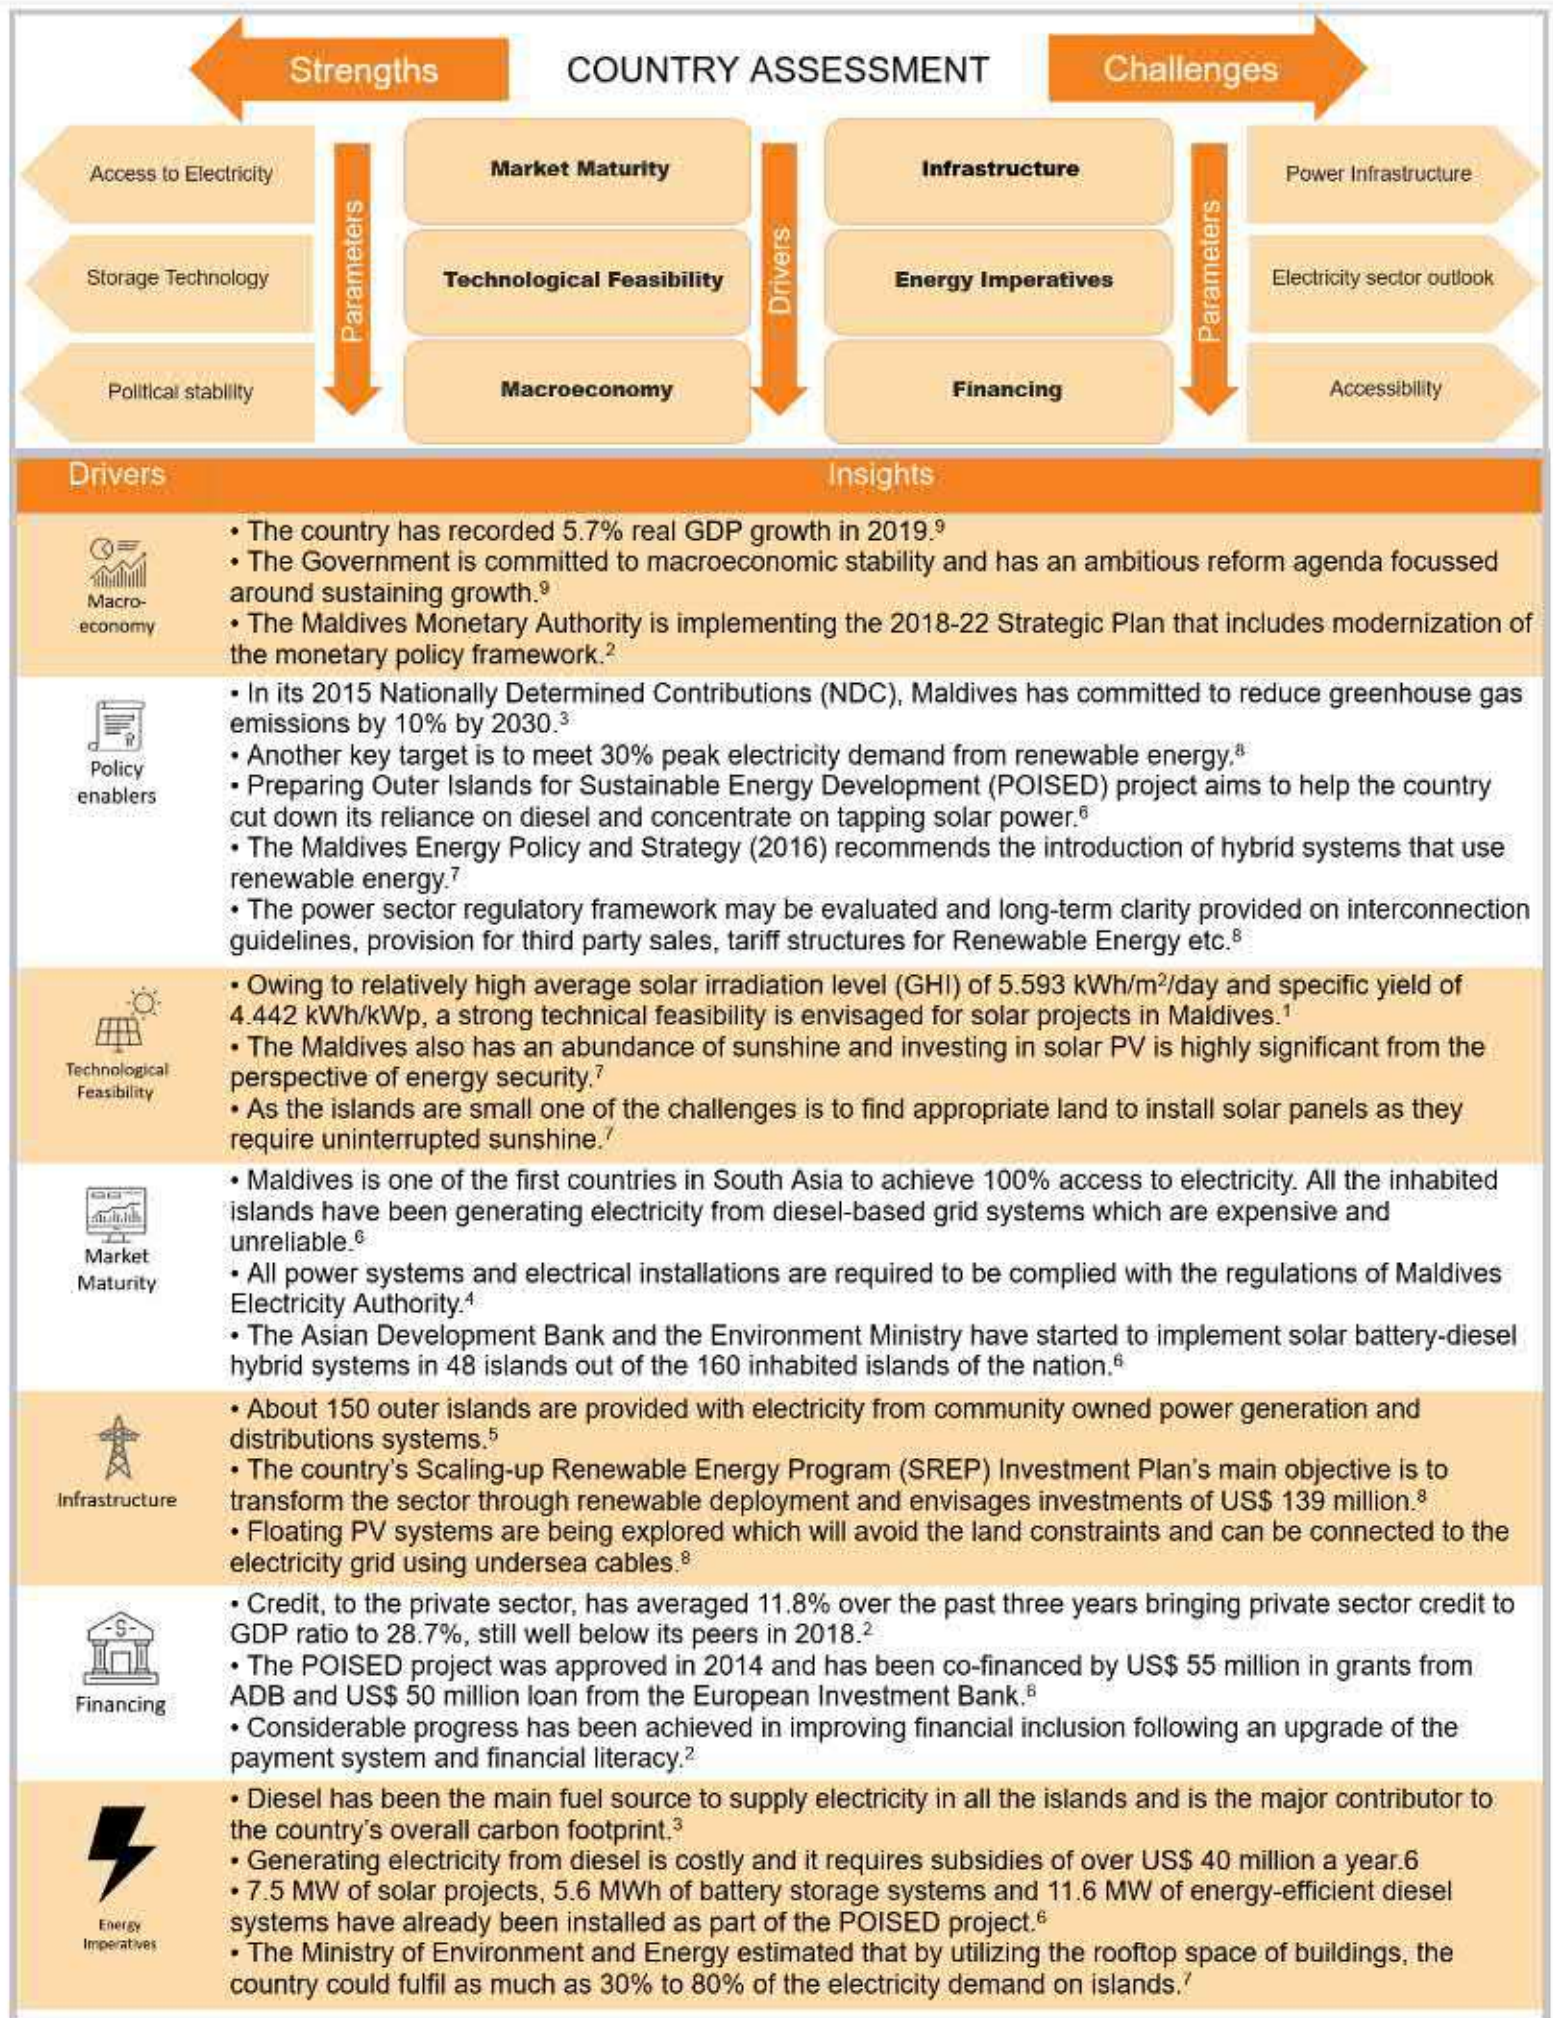 Strengths
COUNTRY ASSESSMENT
Challenges
Access to Electricity
Storage Technology
Political stability
Parameters
Market Maturity
Technological Feasibility
Macroeconomy
Drivers
Infrastructure
Energy Imperatives
Financing
Parameters
Power Infrastructure
Electricity sector outlook
Accessibility
Drivers
Insights
Macro-
economy
• The country has recorded 5.7% real GDP growth in 2019.⁹
• The Government is committed to macroeconomic stability and has an ambitious reform agenda focussed
around sustaining growth.⁹
• The Maldives Monetary Authority is implementing the 2018-22 Strategic Plan that includes modernization of
the monetary policy framework.²
Policy
enablers
• In its 2015 Nationally Determined Contributions (NDC), Maldives has committed to reduce greenhouse gas
emissions by 10% by 2030.³
• Another key target is to meet 30% peak electricity demand from renewable energy.⁸
• Preparing Outer Islands for Sustainable Energy Development (POISED) project aims to help the country
cut down its reliance on diesel and concentrate on tapping solar power.⁶
• The Maldives Energy Policy and Strategy (2016) recommends the introduction of hybrid systems that use
renewable energy.⁷
• The power sector regulatory framework may be evaluated and long-term clarity provided on interconnection
guidelines, provision for third party sales, tariff structures for Renewable Energy etc.⁸
Technological
Feasibility
• Owing to relatively high average solar irradiation level (GHI) of 5.593 kWh/m²/day and specific yield of
4.442 kWh/kWp, a strong technical feasibility is envisaged for solar projects in Maldives.¹
• The Maldives also has an abundance of sunshine and investing in solar PV is highly significant from the
perspective of energy security.⁷
• As the islands are small one of the challenges is to find appropriate land to install solar panels as they
require uninterrupted sunshine.⁷
Market
Maturity
• Maldives is one of the first countries in South Asia to achieve 100% access to electricity. All the inhabited
islands have been generating electricity from diesel-based grid systems which are expensive and
unreliable.⁶
• All power systems and electrical installations are required to be complied with the regulations of Maldives
Electricity Authority.⁴
• The Asian Development Bank and the Environment Ministry have started to implement solar battery-diesel
hybrid systems in 48 islands out of the 160 inhabited islands of the nation.⁶
Infrastructure
• About 150 outer islands are provided with electricity from community owned power generation and
distributions systems.⁵
• The country's Scaling-up Renewable Energy Program (SREP) Investment Plan's main objective is to
transform the sector through renewable deployment and envisages investments of US$ 139 million.⁸
• Floating PV systems are being explored which will avoid the land constraints and can be connected to the
electricity grid using undersea cables.⁸
-$-
Financing
• Credit, to the private sector, has averaged 11.8% over the past three years bringing private sector credit to
GDP ratio to 28.7%, still well below its peers in 2018.²
• The POISED project was approved in 2014 and has been co-financed by US$ 55 million in grants from
ADB and US$ 50 million loan from the European Investment Bank.⁶
• Considerable progress has been achieved in improving financial inclusion following an upgrade of the
payment system and financial literacy.²
Energy
Imperatives
• Diesel has been the main fuel source to supply electricity in all the islands and is the major contributor to
the country's overall carbon footprint.³
• Generating electricity from diesel is costly and it requires subsidies of over US$ 40 million a year.6
• 7.5 MW of solar projects, 5.6 MWh of battery storage systems and 11.6 MW of energy-efficient diesel
systems have already been installed as part of the POISED project.⁶
• The Ministry of Environment and Energy estimated that by utilizing the rooftop space of buildings, the
country could fulfil as much as 30% to 80% of the electricity demand on islands.⁷